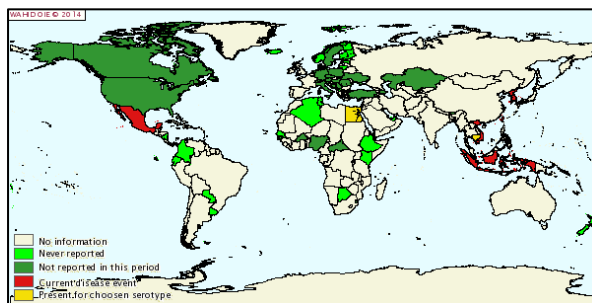 WAHID⊙OIE © 2014
No information
Never reported
Not reported in this period
Current disease event
Present for choosen serotype